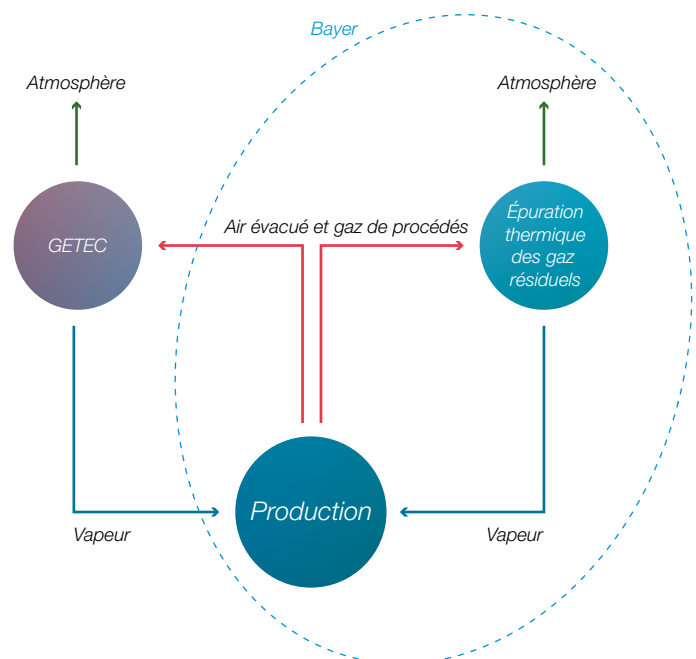 Bayer
Atmosphère
Atmosphère
GETEC
Air évacué et gaz de procédés
Épuration
thermique
des gaz
résiduels
Production
Vapeur
Vapeur